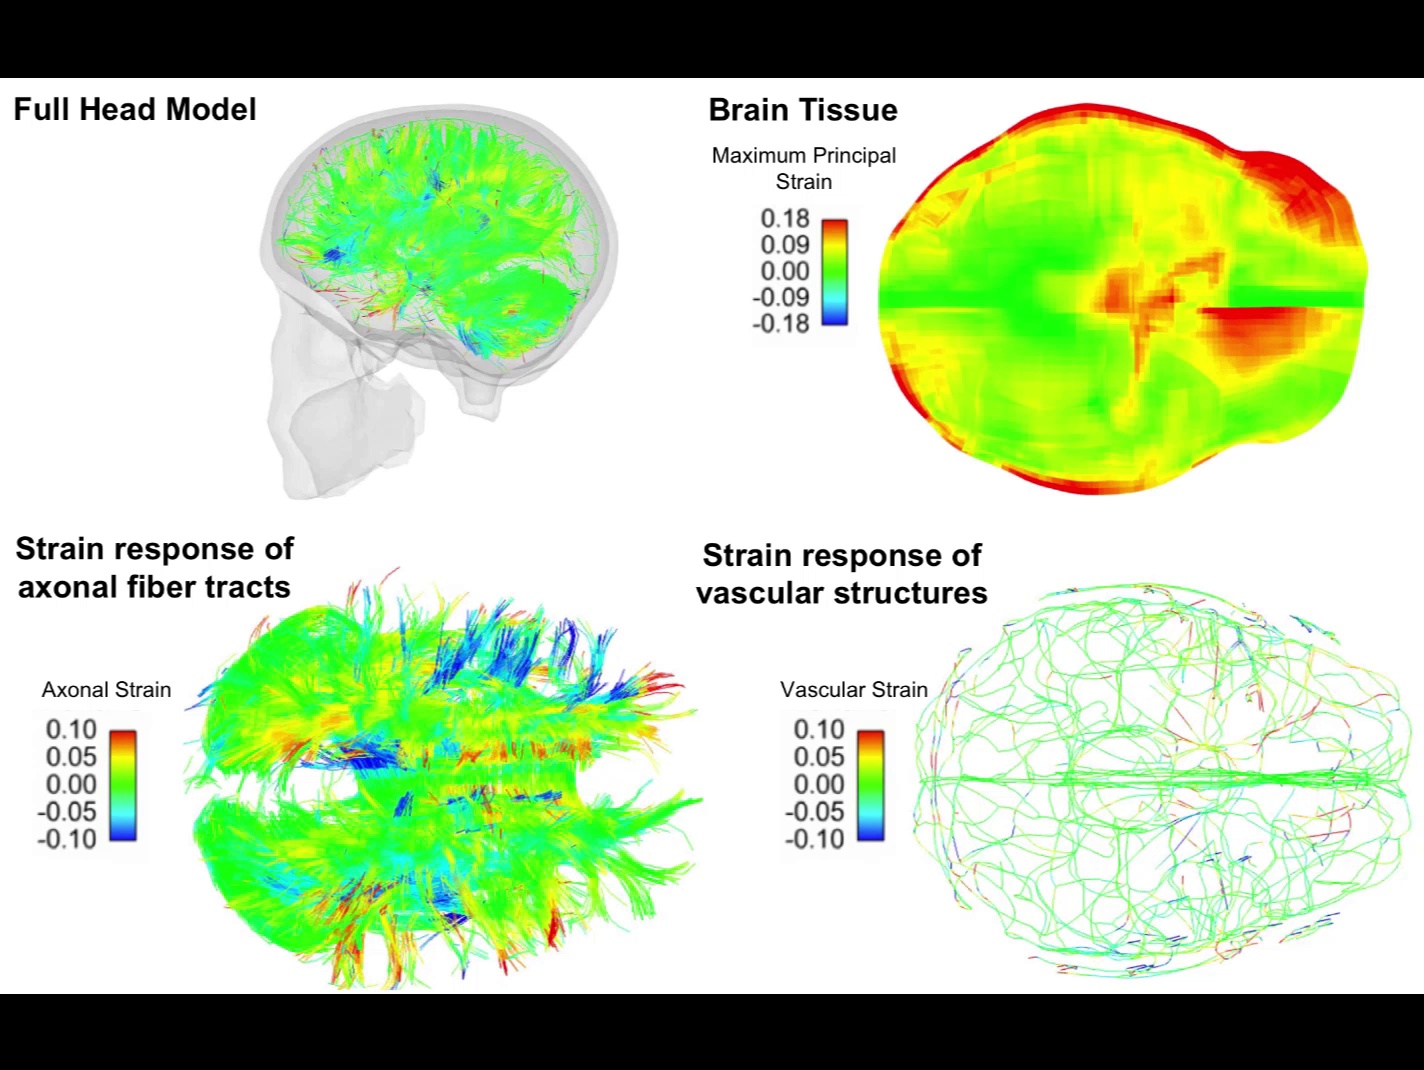 Full Head Model
Brain Tissue
Maximum Principal
Strain
0.18
0.09
0.00
-0.09
-0.18
Strain response of
axonal fiber tracts
Axonal Strain
0.10
0.05
0.00
-0.05
-0.10
Strain response of
vascular structures
Vascular Strain
0.10
0.05
0.00
-0.05
-0.10